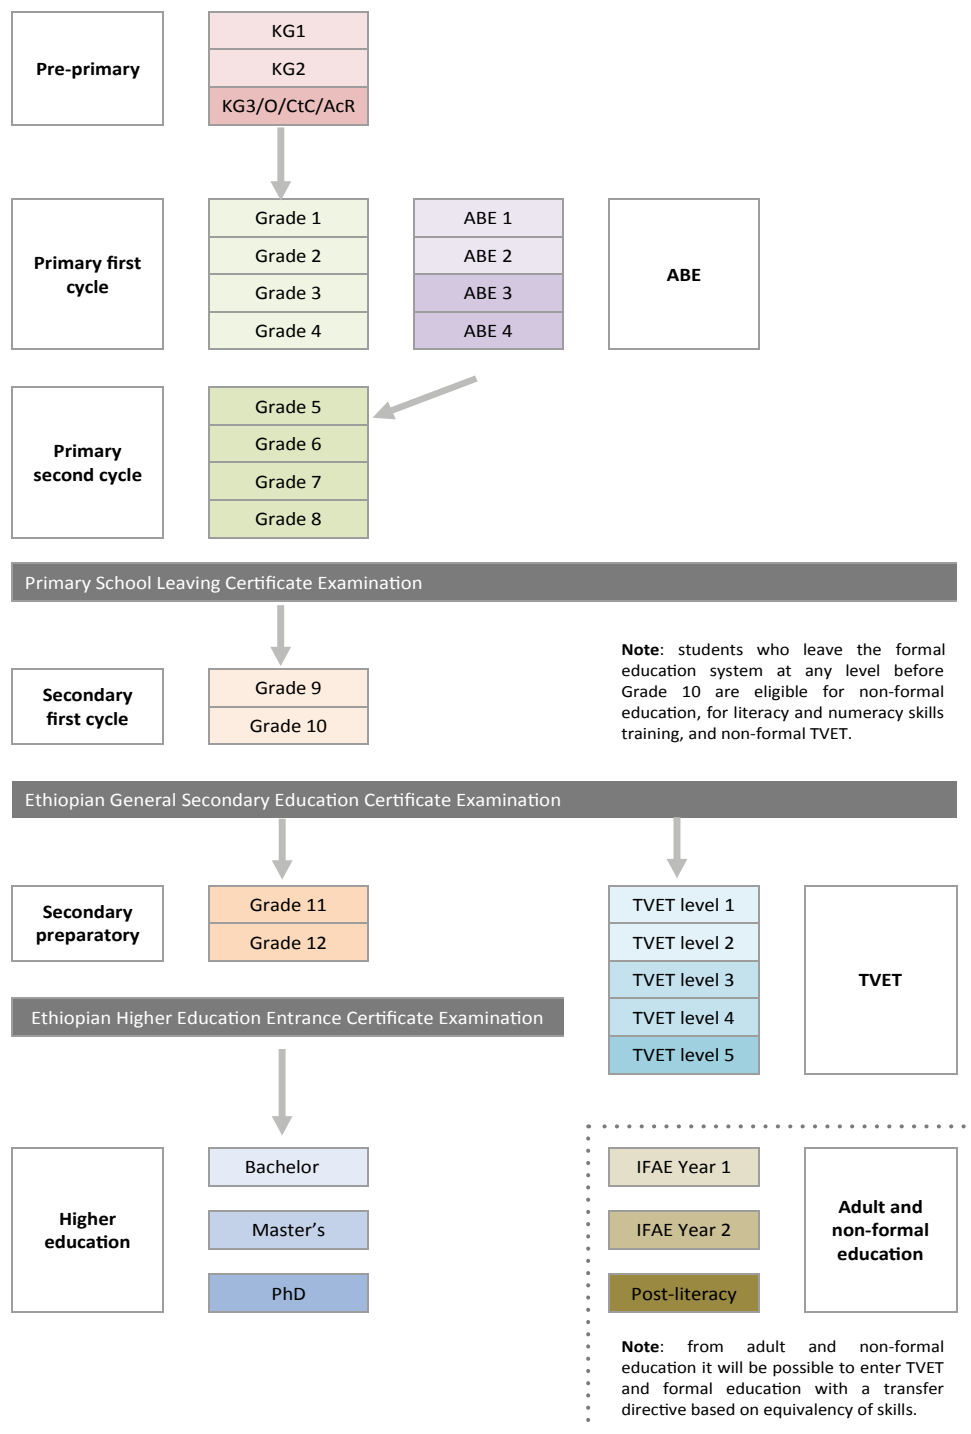 Pre-primary
KG1
KG2
KG3/O/CtC/AcR
Primary first
cycle
Grade 1
Grade 2
Grade 3
Grade 4
ABE 1
ABE 2
ABE 3
ABE 4
ABE
Primary
second cycle
Grade 5
Grade 6
Grade 7
Grade 8
Primary School Leaving Certificate Examination
Secondary
first cycle
Grade 9
Grade 10
Note: students who leave the formal
education system at any level before
Grade 10 are eligible for non-formal
education, for literacy and numeracy skills
training, and non-formal TVET.
Ethiopian General Secondary Education Certificate Examination
Secondary
preparatory
Grade 11
Grade 12
TVET level 1
TVET level 2
TVET level 3
TVET level 4
TVET level 5
TVET
Ethiopian Higher Education Entrance Certificate Examination
Higher
education
Bachelor
Master's
PhD
IFAE Year 1
IFAE Year 2
Post-literacy
Adult and
non-formal
education
Note: from adult and non-formal
education it will be possible to enter TVET
and formal education with a transfer
directive based on equivalency of skills.